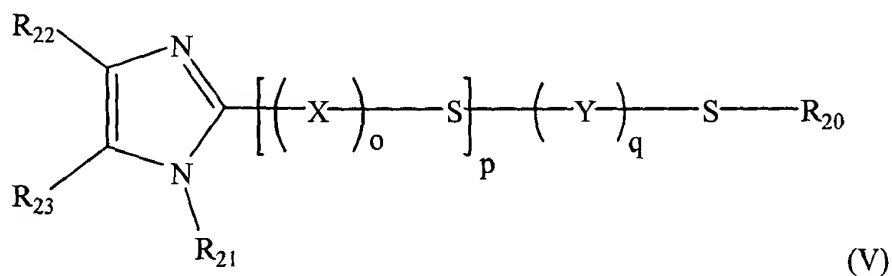 R22 N
[ ( X )o S ]p ( Y )q S R20
R23 N
R21
(V)